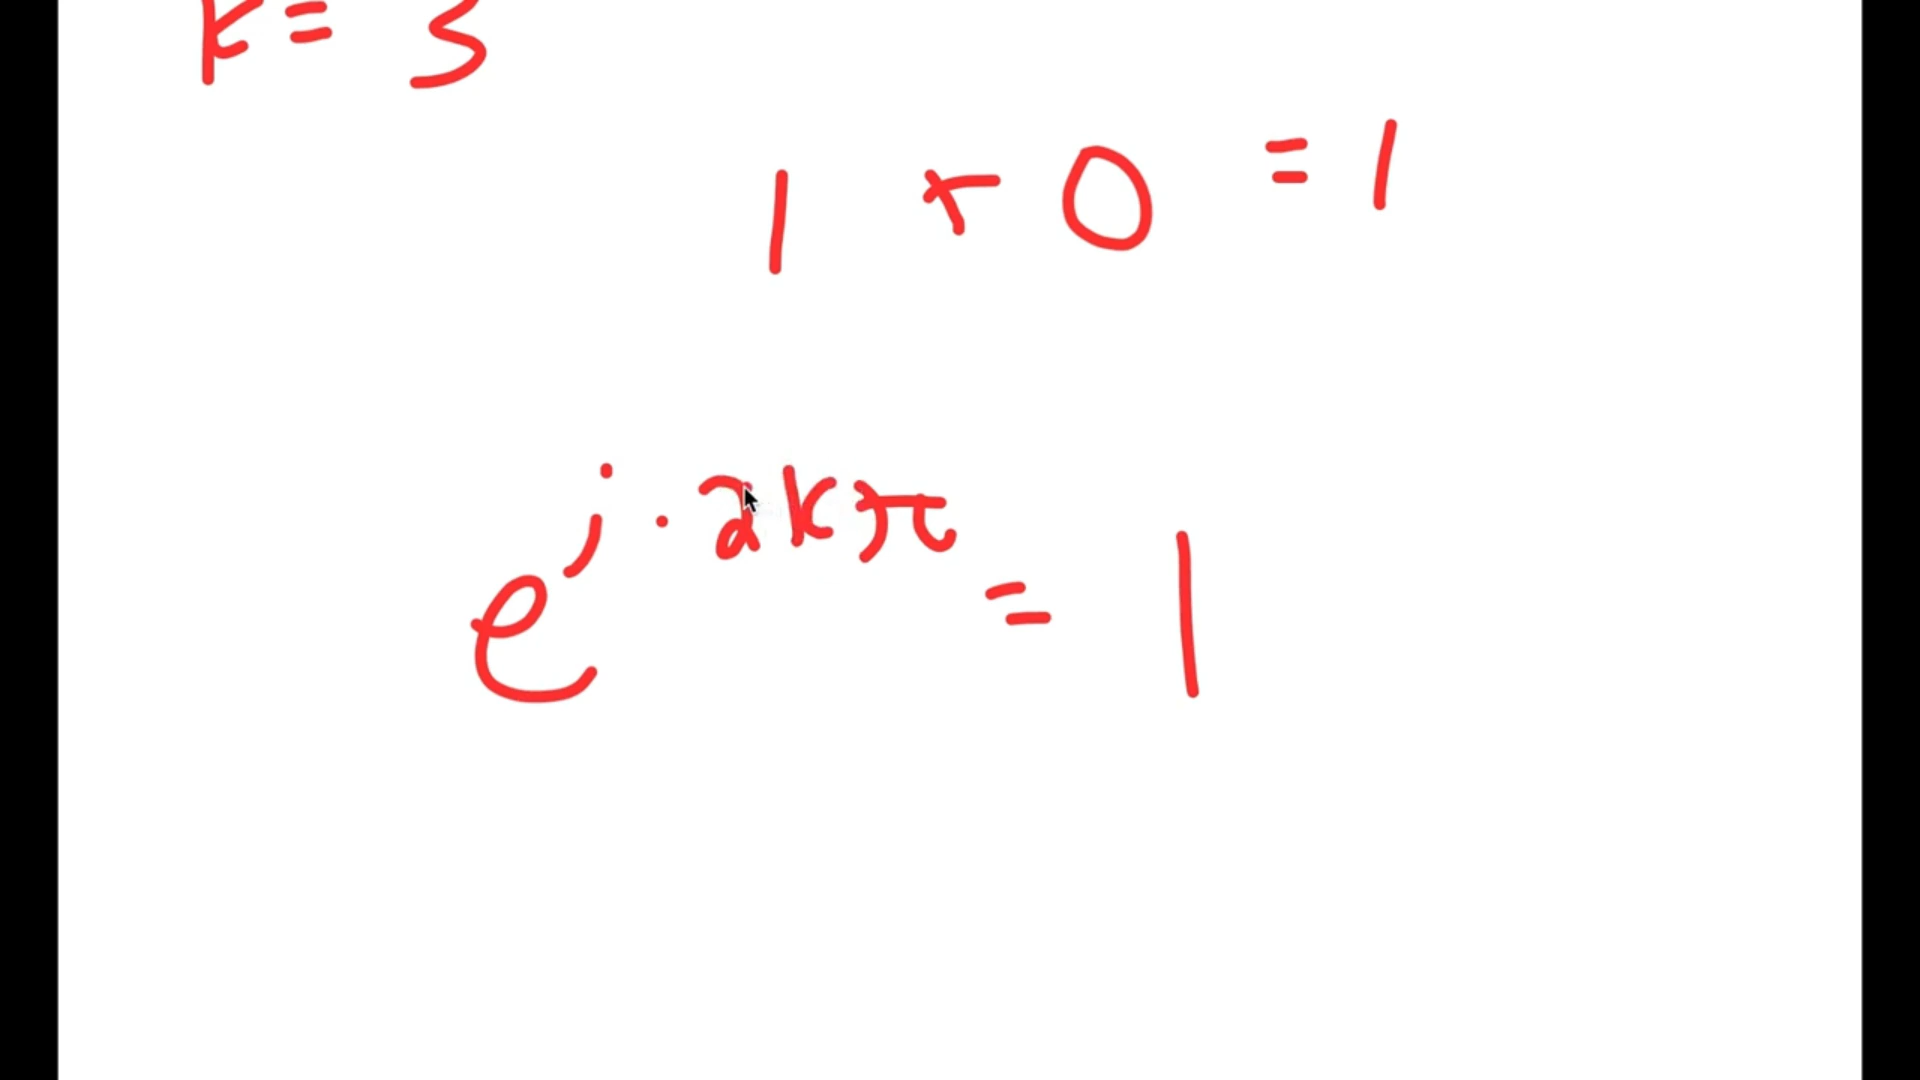 k = 3
1 + 0 = 1
e^{j·2kπ} = 1